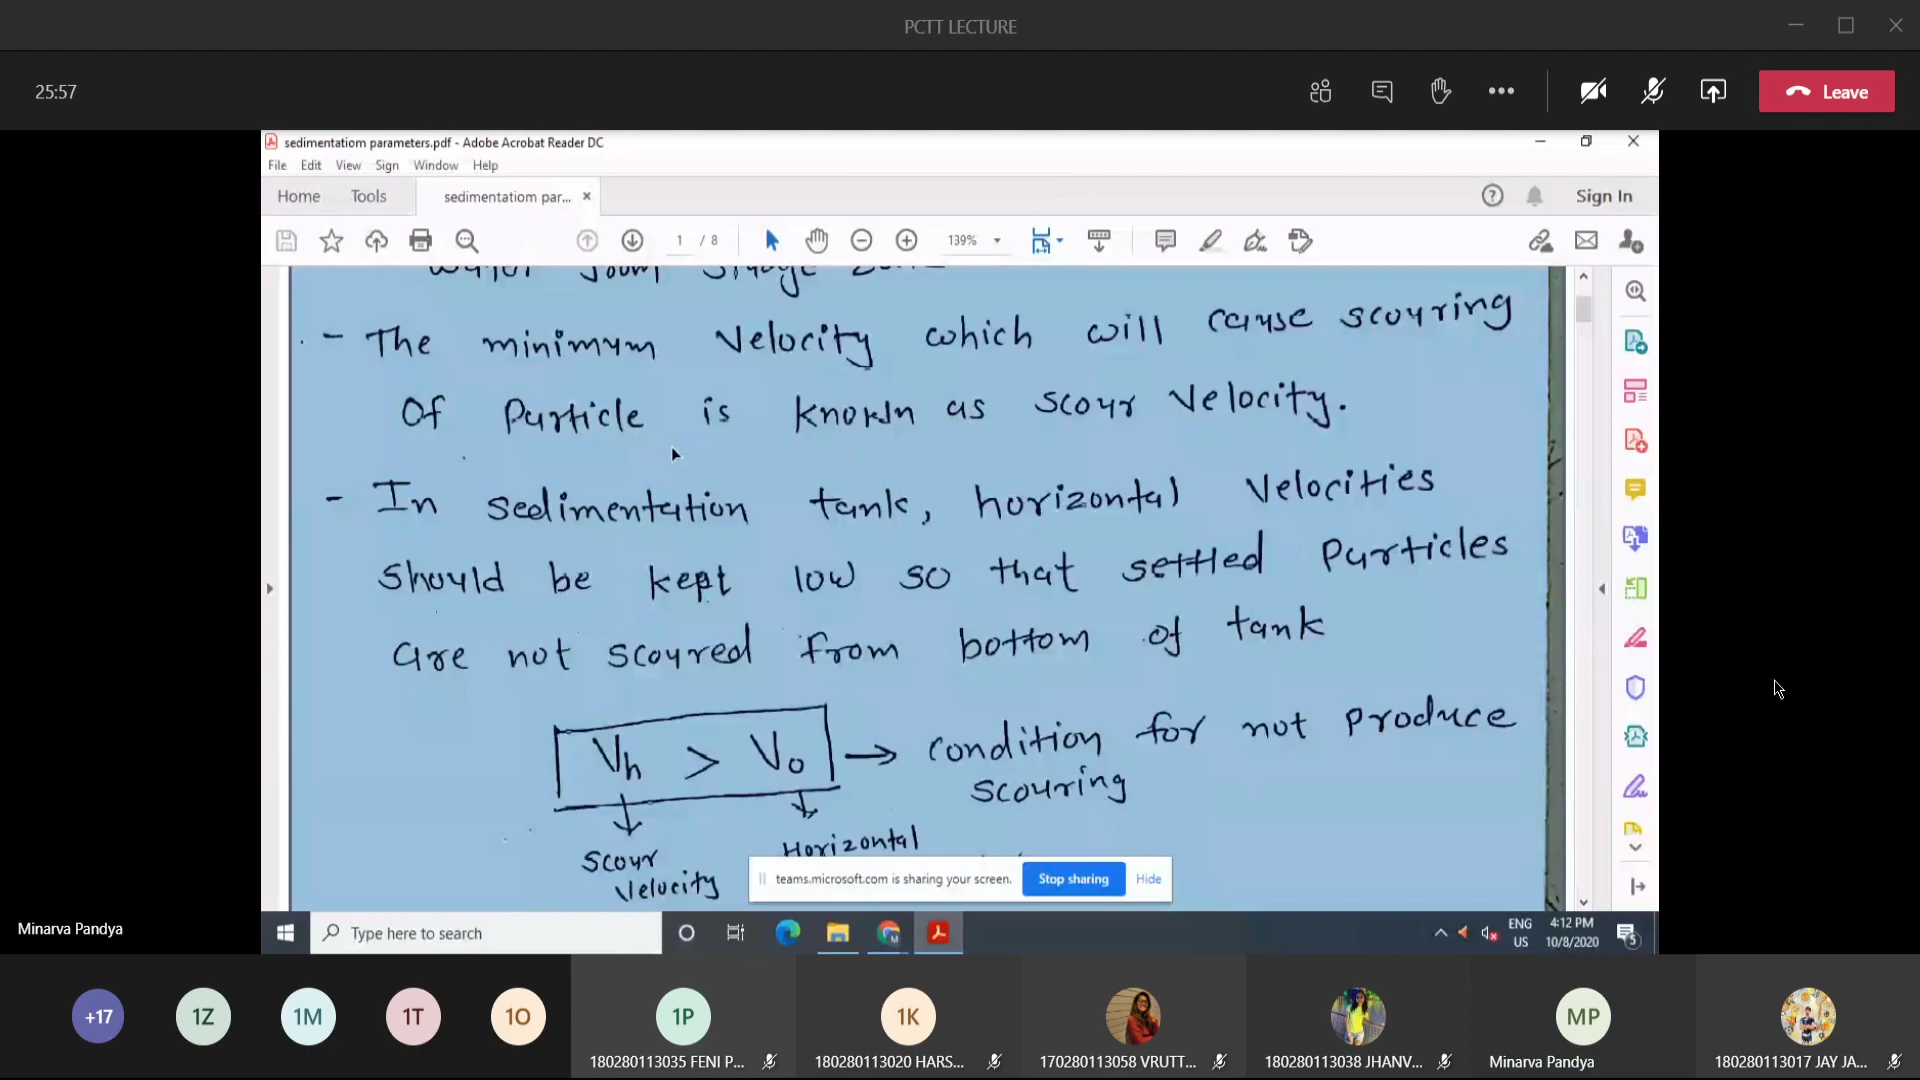 PCTT LECTURE
25:57
Leave
sedimentatiom parameters.pdf - Adobe Acrobat Reader DC
File Edit View Sign Window Help
Home Tools sedimentatiom par... Sign In
1 / 8 139%
- The minimum velocity which will cause scouring
Of Particle is known as scour velocity.
- In sedimentation tank, horizontal velocities
should be kept low so that settled Particles
are not scoured from bottom of tank
Vh > Vo → condition for not produce
scouring
Scour
velocity
Horizontal
teams.microsoft.com is sharing your screen. Stop sharing Hide
Minarva Pandya
Type here to search
ENG
US
4:12 PM
10/8/2020
5
+17 1Z 1M 1T 1O 1P 1K MP
180280113035 FENI P... 180280113020 HARS... 170280113058 VRUTT... 180280113038 JHANV... Minarva Pandya 180280113017 JAY JA...